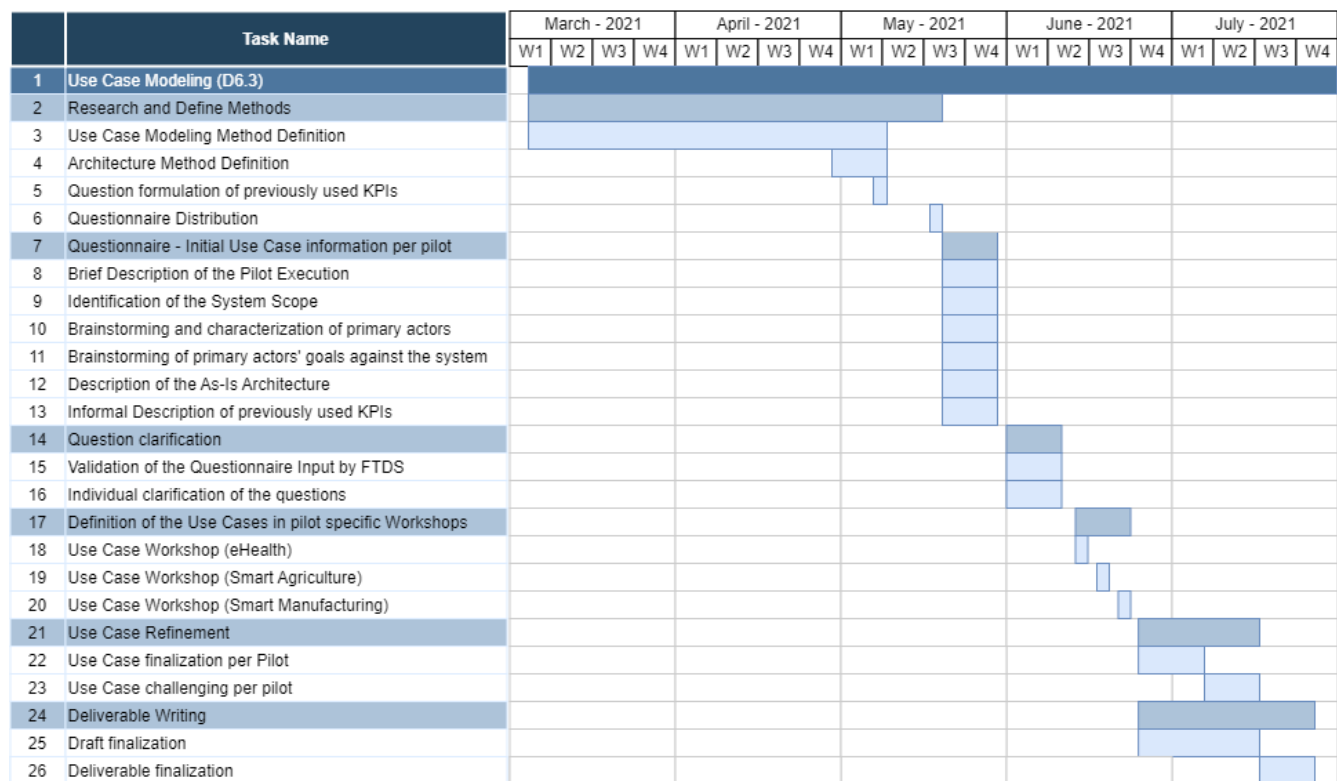 Task Name
March - 2021 April - 2021 May - 2021 June - 2021 July - 2021
W1 W2 W3 W4 W1 W2 W3 W4 W1 W2 W3 W4 W1 W2 W3 W4 W1 W2 W3 W4
1 Use Case Modeling (D6.3)
2 Research and Define Methods
3 Use Case Modeling Method Definition
4 Architecture Method Definition
5 Question formulation of previously used KPIs
6 Questionnaire Distribution
7 Questionnaire - Initial Use Case information per pilot
8 Brief Description of the Pilot Execution
9 Identification of the System Scope
10 Brainstorming and characterization of primary actors
11 Brainstorming of primary actors' goals against the system
12 Description of the As-Is Architecture
13 Informal Description of previously used KPIs
14 Question clarification
15 Validation of the Questionnaire Input by FTDS
16 Individual clarification of the questions
17 Definition of the Use Cases in pilot specific Workshops
18 Use Case Workshop (eHealth)
19 Use Case Workshop (Smart Agriculture)
20 Use Case Workshop (Smart Manufacturing)
21 Use Case Refinement
22 Use Case finalization per Pilot
23 Use Case challenging per pilot
24 Deliverable Writing
25 Draft finalization
26 Deliverable finalization